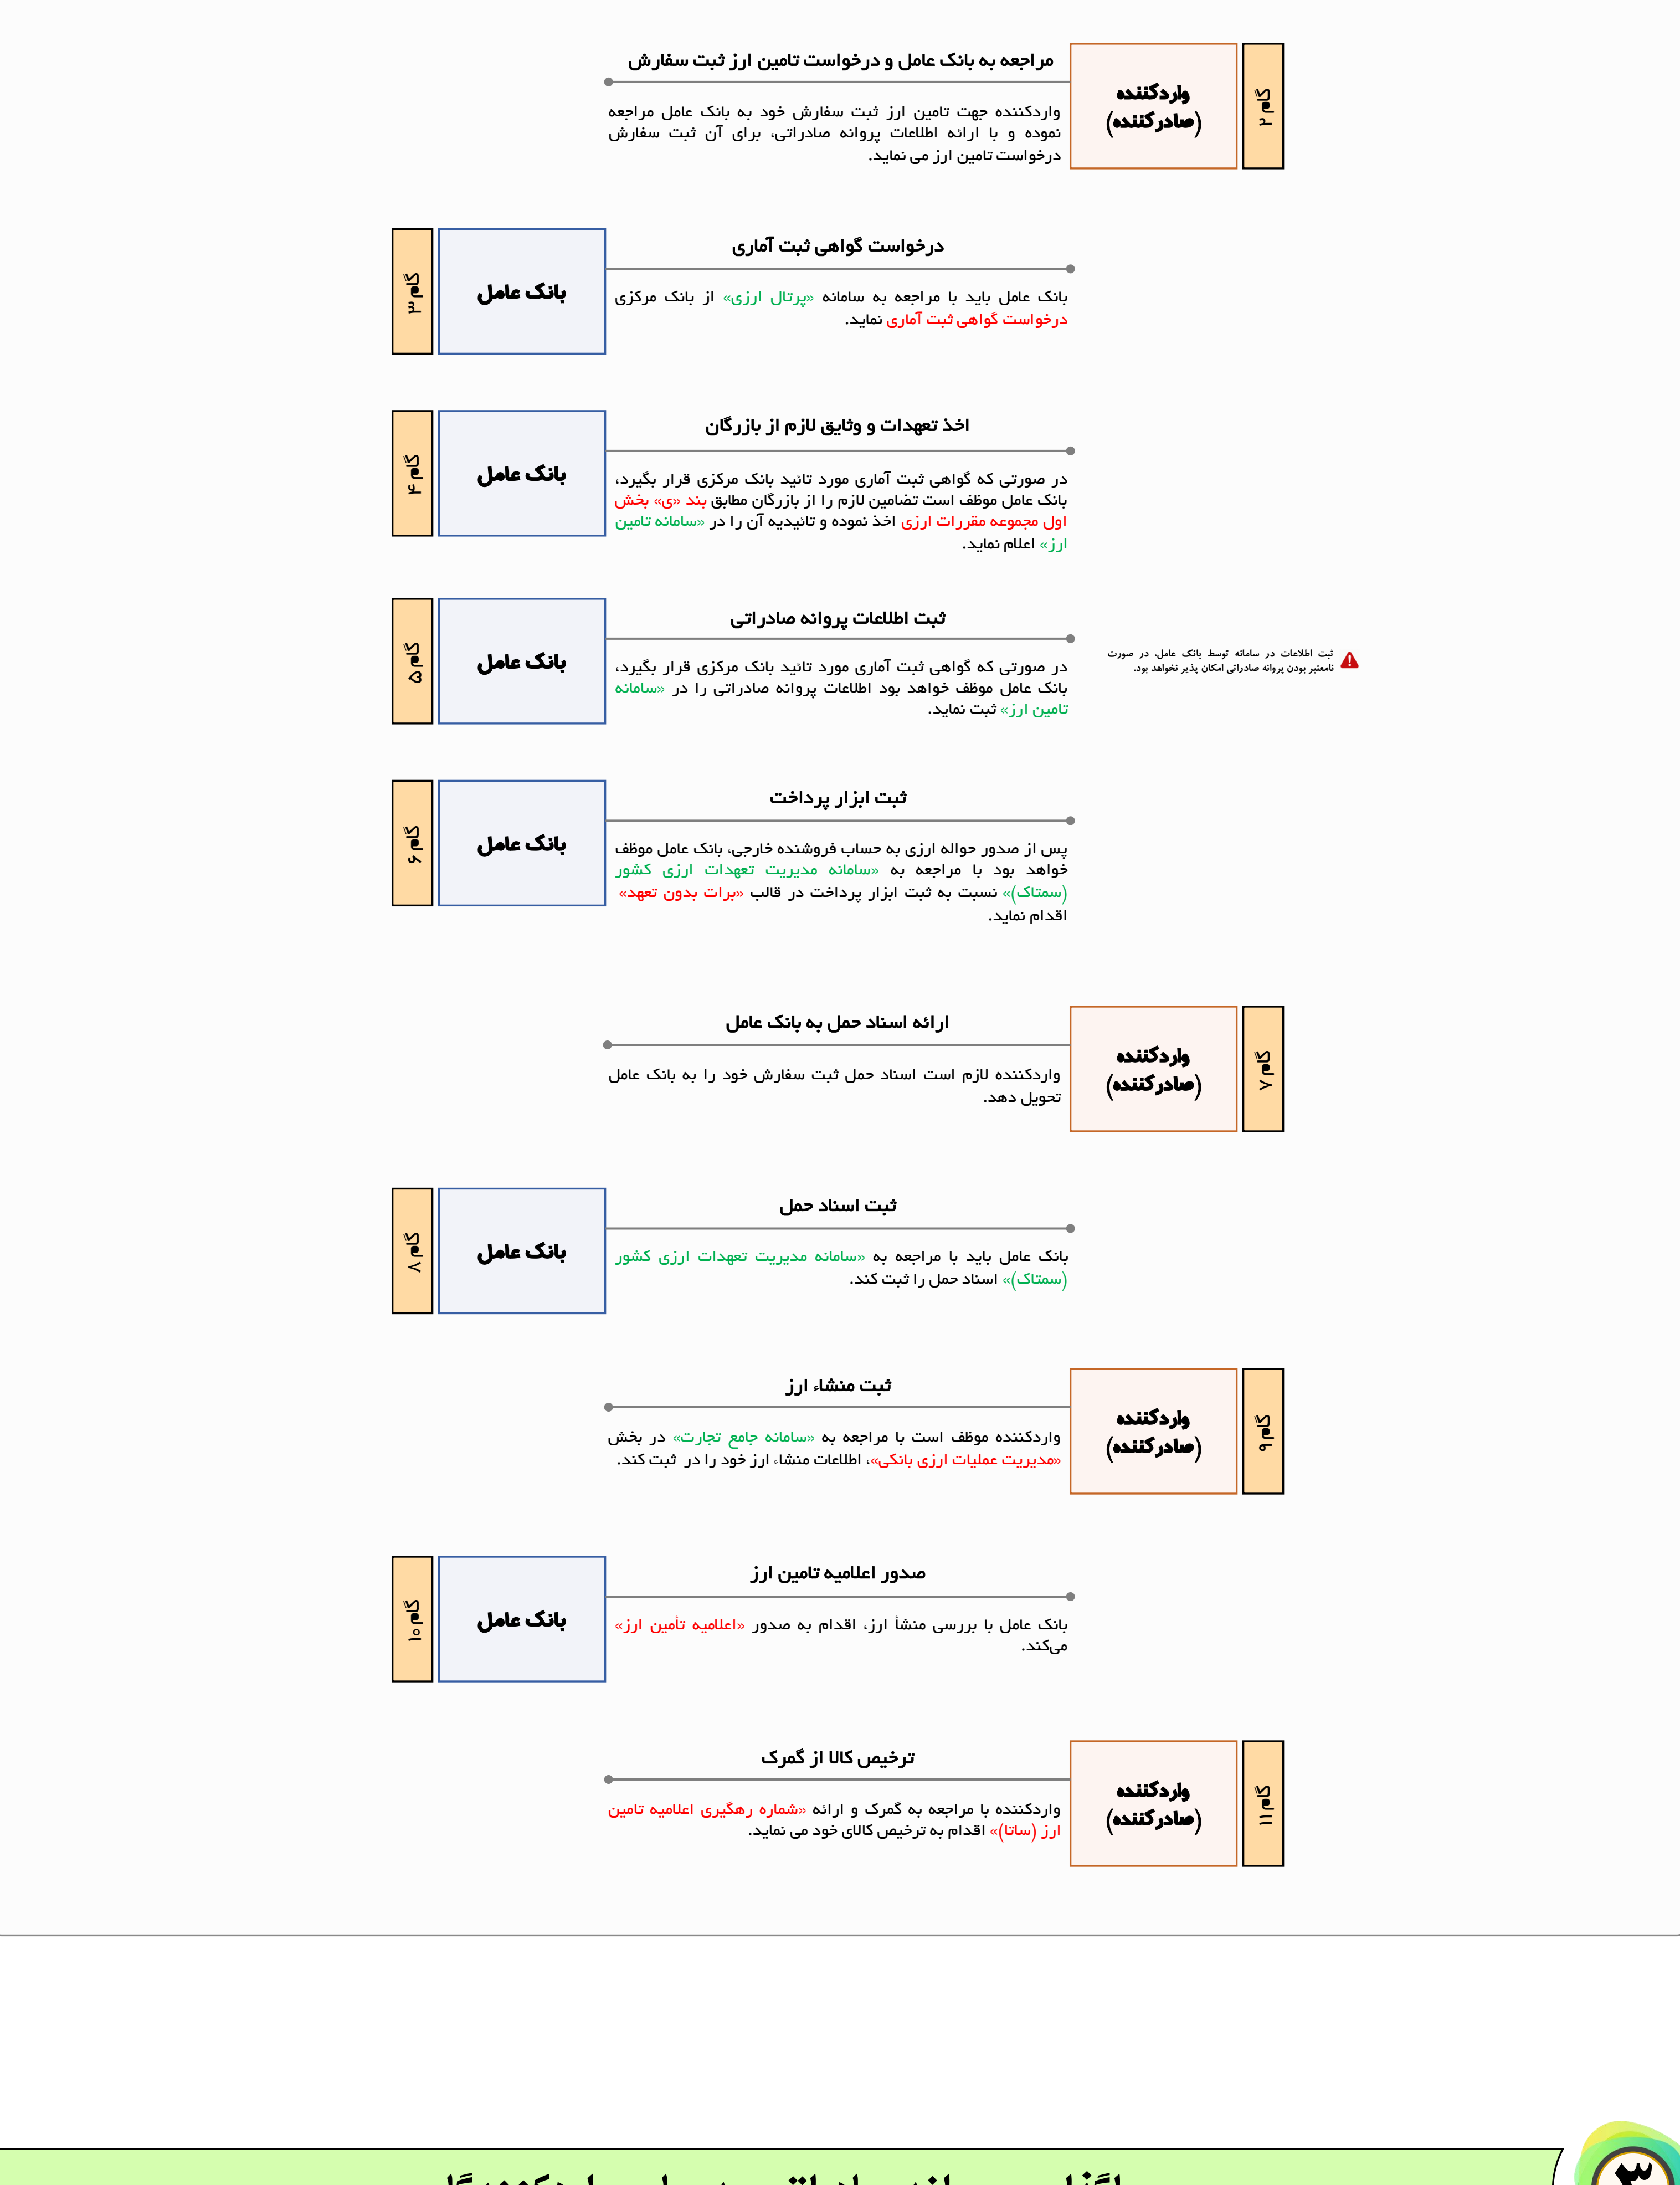 گام ۲
واردکننده
(صادرکننده)
مراجعه به بانک عامل و درخواست تامین ارز ثبت سفارش
واردکننده جهت تامین ارز ثبت سفارش خود به بانک عامل مراجعه
نموده و با ارائه اطلاعات پروانه صادراتی، برای آن ثبت سفارش
درخواست تامین ارز می نماید.
درخواست گواهی ثبت آماری
بانک عامل باید با مراجعه به سامانه «پرتال ارزی» از بانک مرکزی
درخواست گواهی ثبت آماری نماید.
بانک عامل
گام ۳
اخذ تعهدات و وثایق لازم از بازرگان
در صورتی که گواهی ثبت آماری مورد تائید بانک مرکزی قرار بگیرد،
بانک عامل موظف است تضامین لازم را از بازرگان مطابق بند «ی» بخش
اول مجموعه مقررات ارزی اخذ نموده و تائیدیه آن را در «سامانه تامین
ارز» اعلام نماید.
بانک عامل
گام ۴
ثبت اطلاعات در سامانه توسط بانک عامل، در صورت
نامعتبر بودن پروانه صادراتی امکان پذیر نخواهد بود.
ثبت اطلاعات پروانه صادراتی
در صورتی که گواهی ثبت آماری مورد تائید بانک مرکزی قرار بگیرد،
بانک عامل موظف خواهد بود اطلاعات پروانه صادراتی را در «سامانه
تامین ارز» ثبت نماید.
بانک عامل
گام ۵
ثبت ابزار پرداخت
پس از صدور حواله ارزی به حساب فروشنده خارجی، بانک عامل موظف
خواهد بود با مراجعه به «سامانه مدیریت تعهدات ارزی کشور
(سمتاک)» نسبت به ثبت ابزار پرداخت در قالب «برات بدون تعهد»
اقدام نماید.
بانک عامل
گام ۶
گام ۷
واردکننده
(صادرکننده)
ارائه اسناد حمل به بانک عامل
واردکننده لازم است اسناد حمل ثبت سفارش خود را به بانک عامل
تحویل دهد.
ثبت اسناد حمل
بانک عامل باید با مراجعه به «سامانه مدیریت تعهدات ارزی کشور
(سمتاک)» اسناد حمل را ثبت کند.
بانک عامل
گام ۸
گام ۹
واردکننده
(صادرکننده)
ثبت منشاء ارز
واردکننده موظف است با مراجعه به «سامانه جامع تجارت» در بخش
«مدیریت عملیات ارزی بانکی»، اطلاعات منشاء ارز خود را در ثبت کند.
صدور اعلامیه تامین ارز
بانک عامل با بررسی منشأ ارز، اقدام به صدور «اعلامیه تأمین ارز»
می‌کند.
بانک عامل
گام ۱۰
گام ۱۱
واردکننده
(صادرکننده)
ترخیص کالا از گمرک
واردکننده با مراجعه به گمرک و ارائه «شماره رهگیری اعلامیه تامین
ارز (ساتا)» اقدام به ترخیص کالای خود می نماید.
۳